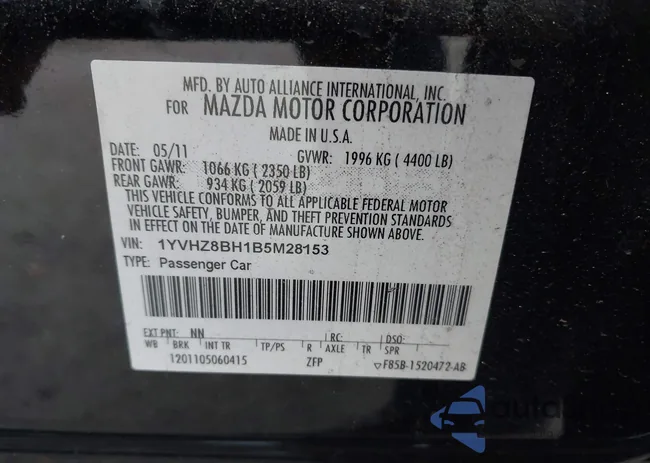 MFD. BY AUTO ALLIANCE INTERNATIONAL, INC.
FOR MAZDA MOTOR CORPORATION
MADE IN U.S.A.
DATE: 05/11 GVWR: 1996 KG ( 4400 LB)
FRONT GAWR: 1066 KG ( 2350 LB)
REAR GAWR: 934 KG ( 2059 LB)
THIS VEHICLE CONFORMS TO ALL APPLICABLE FEDERAL MOTOR
VEHICLE SAFETY, BUMPER, AND THEFT PREVENTION STANDARDS
IN EFFECT ON THE DATE OF MANUFACTURE SHOWN ABOVE.
VIN: 1YVHZ8BH1B5M28153
TYPE: Passenger Car
EXT PNT: NN RC: DSO:
WB BRK INT TR TP/PS R AXLE TR SPR
1201105060415 ZFP F85B-1520472-AB